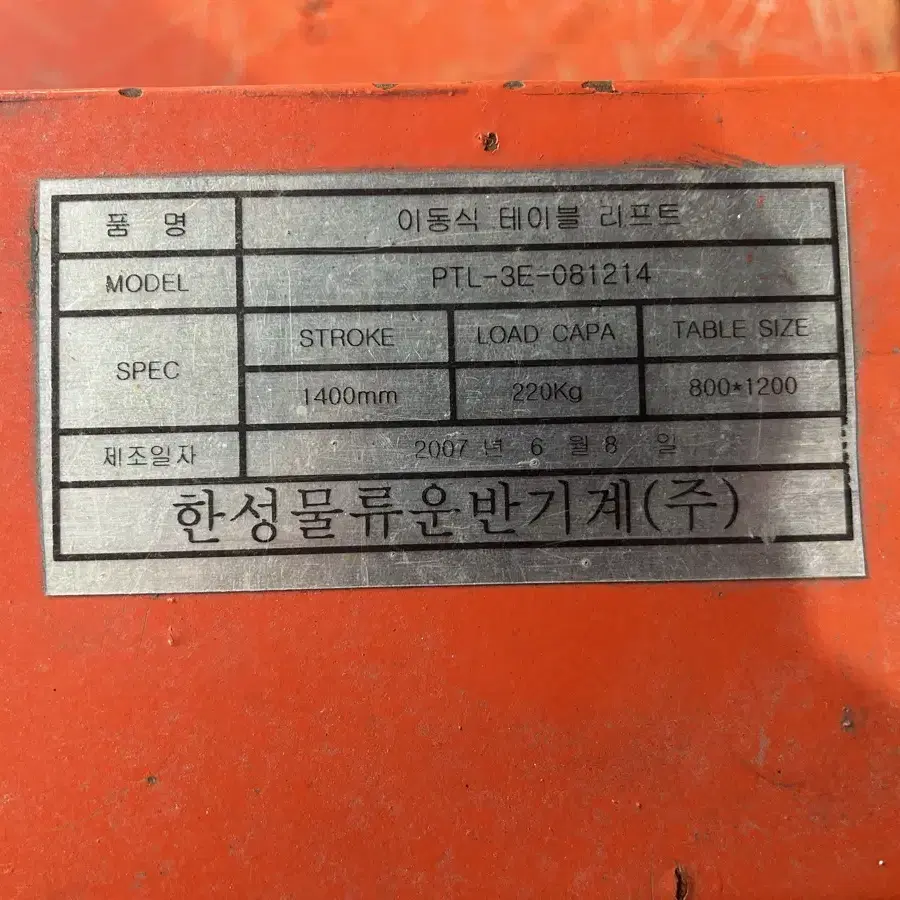 품 명 이동식 테이블 리프트
MODEL PTL-3E-081214
SPEC STROKE LOAD CAPA TABLE SIZE
1400mm 220Kg 800*1200
제조일자 2007 년 6 월 8 일
한성물류운반기계(주)